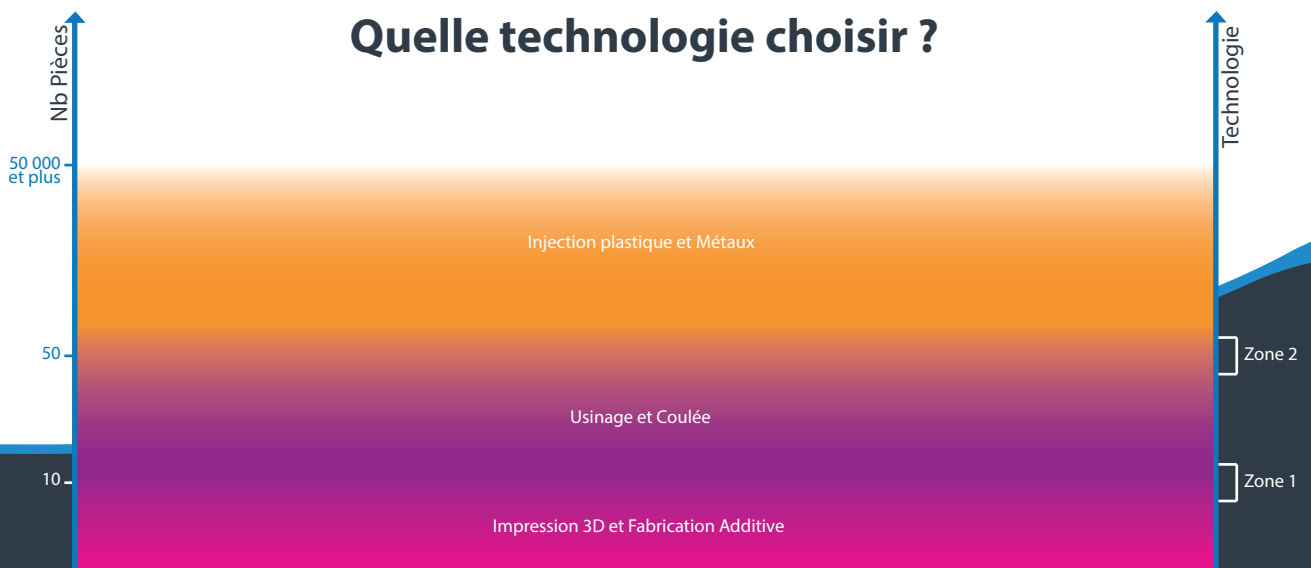 Quelle technologie choisir ?
Nb Pièces
Technologie
50 000
et plus
Injection plastique et Métaux
50
Zone 2
Usinage et Coulée
10
Zone 1
Impression 3D et Fabrication Additive